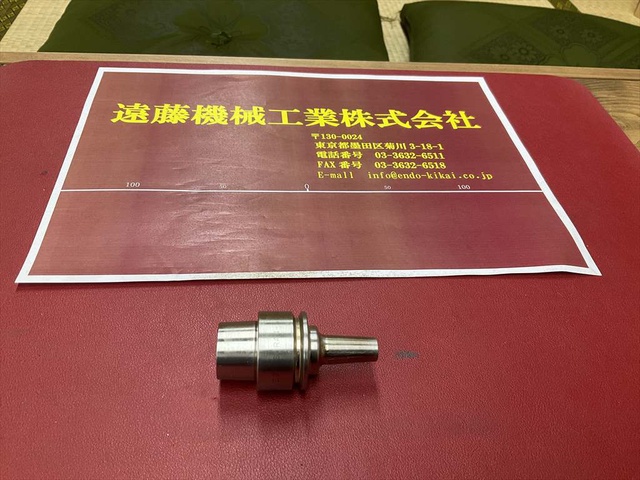 遠藤機械工業株式会社
〒130-0024
東京都墨田区菊川 3-18-1
電話番号 03-3632-6511
FAX 番号 03-3632-6518
E-mall info@endo-kikai.co.jp
100 50 0 50 100